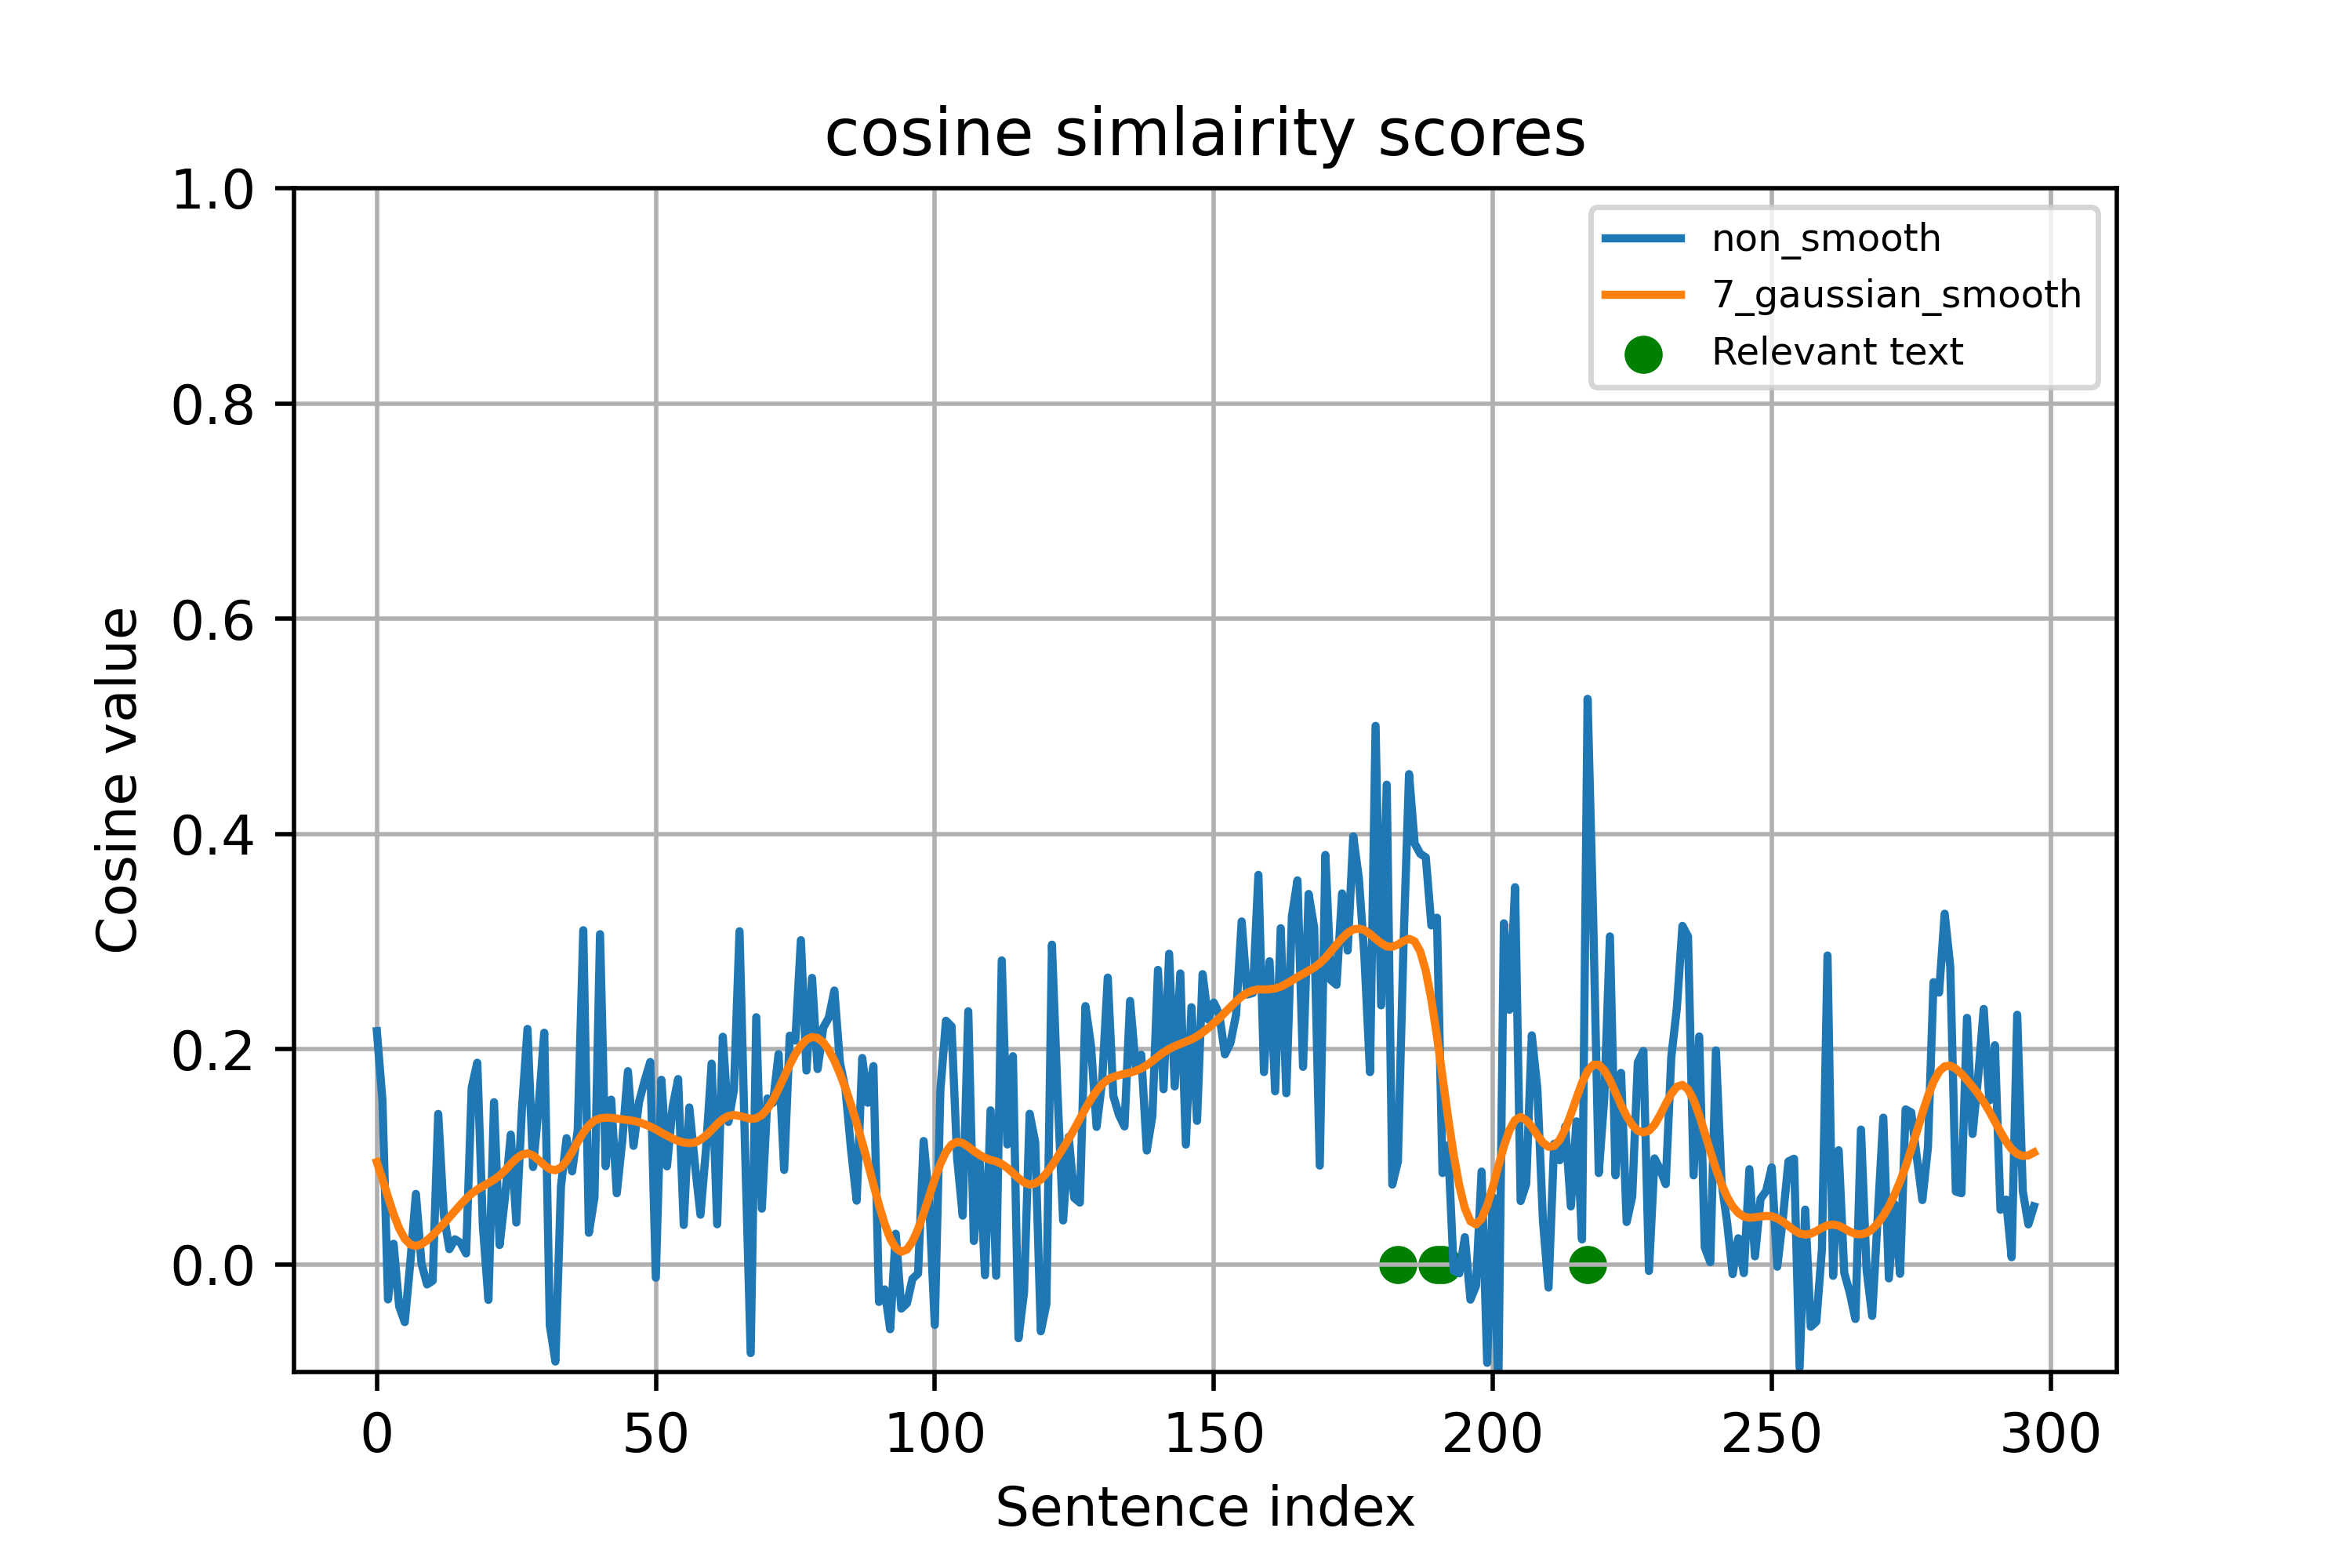 cosine simlairity scores
non_smooth
7_gaussian_smooth
Relevant text
Cosine value
1.0
0.8
0.6
0.4
0.2
0.0
0 50 100 150 200 250 300
Sentence index